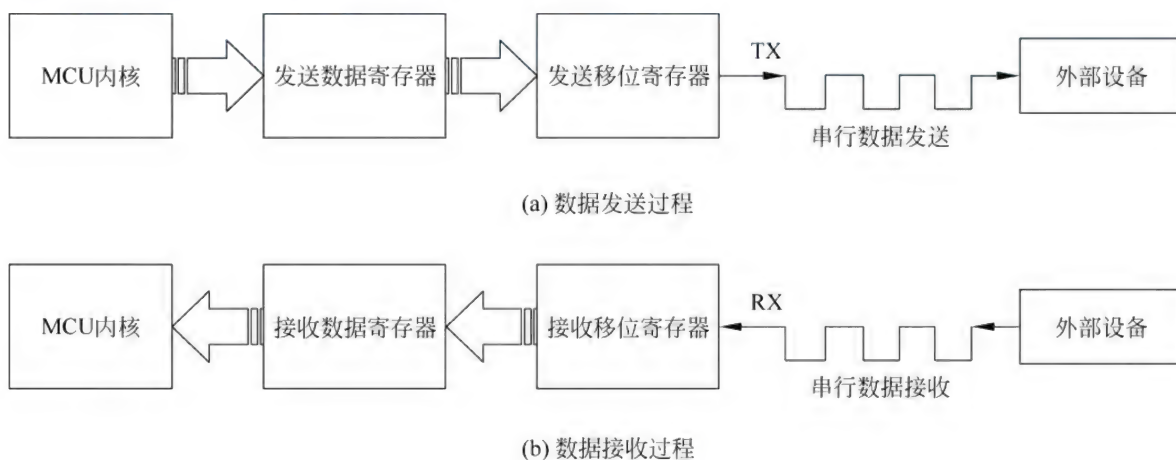 MCU内核
发送数据寄存器
发送移位寄存器
TX
串行数据发送
外部设备
(a) 数据发送过程
MCU内核
接收数据寄存器
接收移位寄存器
RX
串行数据接收
外部设备
(b) 数据接收过程